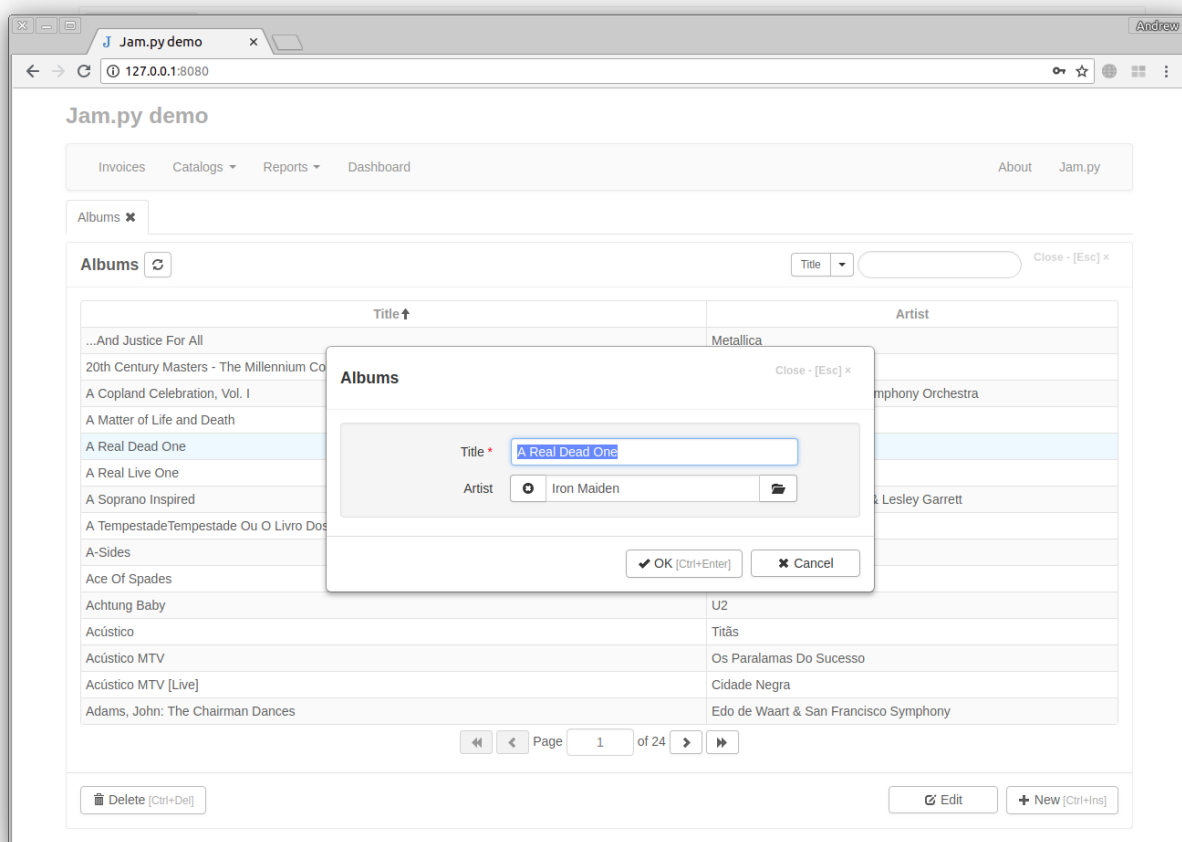 Andrew
Jam.py demo
127.0.0.1:8080
Jam.py demo
Invoices Catalogs Reports Dashboard About Jam.py
Albums
Albums Title Close - [Esc] ×
Title Artist
...And Justice For All Metallica
20th Century Masters - The Millennium Co
A Copland Celebration, Vol. I mphony Orchestra
A Matter of Life and Death
A Real Dead One
A Real Live One
A Soprano Inspired & Lesley Garrett
A TempestadeTempestade Ou O Livro Dos
A-Sides
Ace Of Spades
Achtung Baby U2
Acústico Titãs
Acústico MTV Os Paralamas Do Sucesso
Acústico MTV [Live] Cidade Negra
Adams, John: The Chairman Dances Edo de Waart & San Francisco Symphony
Albums Close - [Esc] ×
Title * A Real Dead One
Artist Iron Maiden
OK [Ctrl+Enter] Cancel
Page 1 of 24
Delete [Ctrl+Del] Edit New [Ctrl+Ins]